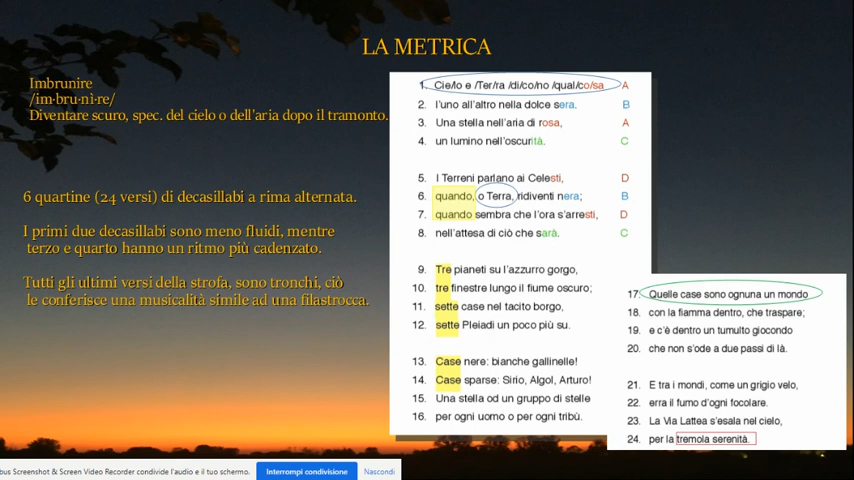 LA METRICA
Imbrunire
/im·bru·nì·re/
Diventare scuro, spec. del cielo o dell'aria dopo il tramonto.
6 quartine (24 versi) di decasillabi a rima alternata.
I primi due decasillabi sono meno fluidi, mentre
terzo e quarto hanno un ritmo più cadenzato.
Tutti gli ultimi versi della strofa, sono tronchi, ciò
le conferisce una musicalità simile ad una filastrocca.
1. Cie/lo e /Ter/ra /di/co/no /qual/co/sa A
2. l'uno all'altro nella dolce sera. B
3. Una stella nell'aria di rosa, A
4. un lumino nell'oscurità. C
5. I Terreni parlano ai Celesti, D
6. quando, o Terra, ridiventi nera; B
7. quando sembra che l'ora s'arresti, D
8. nell'attesa di ciò che sarà. C
9. Tre pianeti su l'azzurro gorgo,
10. tre finestre lungo il fiume oscuro;
11. sette case nel tacito borgo,
12. sette Pleiadi un poco più su.
13. Case nere: bianche gallinelle!
14. Case sparse: Sirio, Algol, Arturo!
15. Una stella od un gruppo di stelle
16. per ogni uomo o per ogni tribù.
17. Quelle case sono ognuna un mondo
18. con la fiamma dentro, che traspare;
19. e c'è dentro un tumulto giocondo
20. che non s'ode a due passi di là.
21. E tra i mondi, come un grigio velo,
22. erra il fumo d'ogni focolare.
23. La Via Lattea s'esala nel cielo,
24. per la tremola serenità.
bus Screenshot & Screen Video Recorder condivide l'audio e il tuo schermo.
Interrompi condivisione
Nascondi